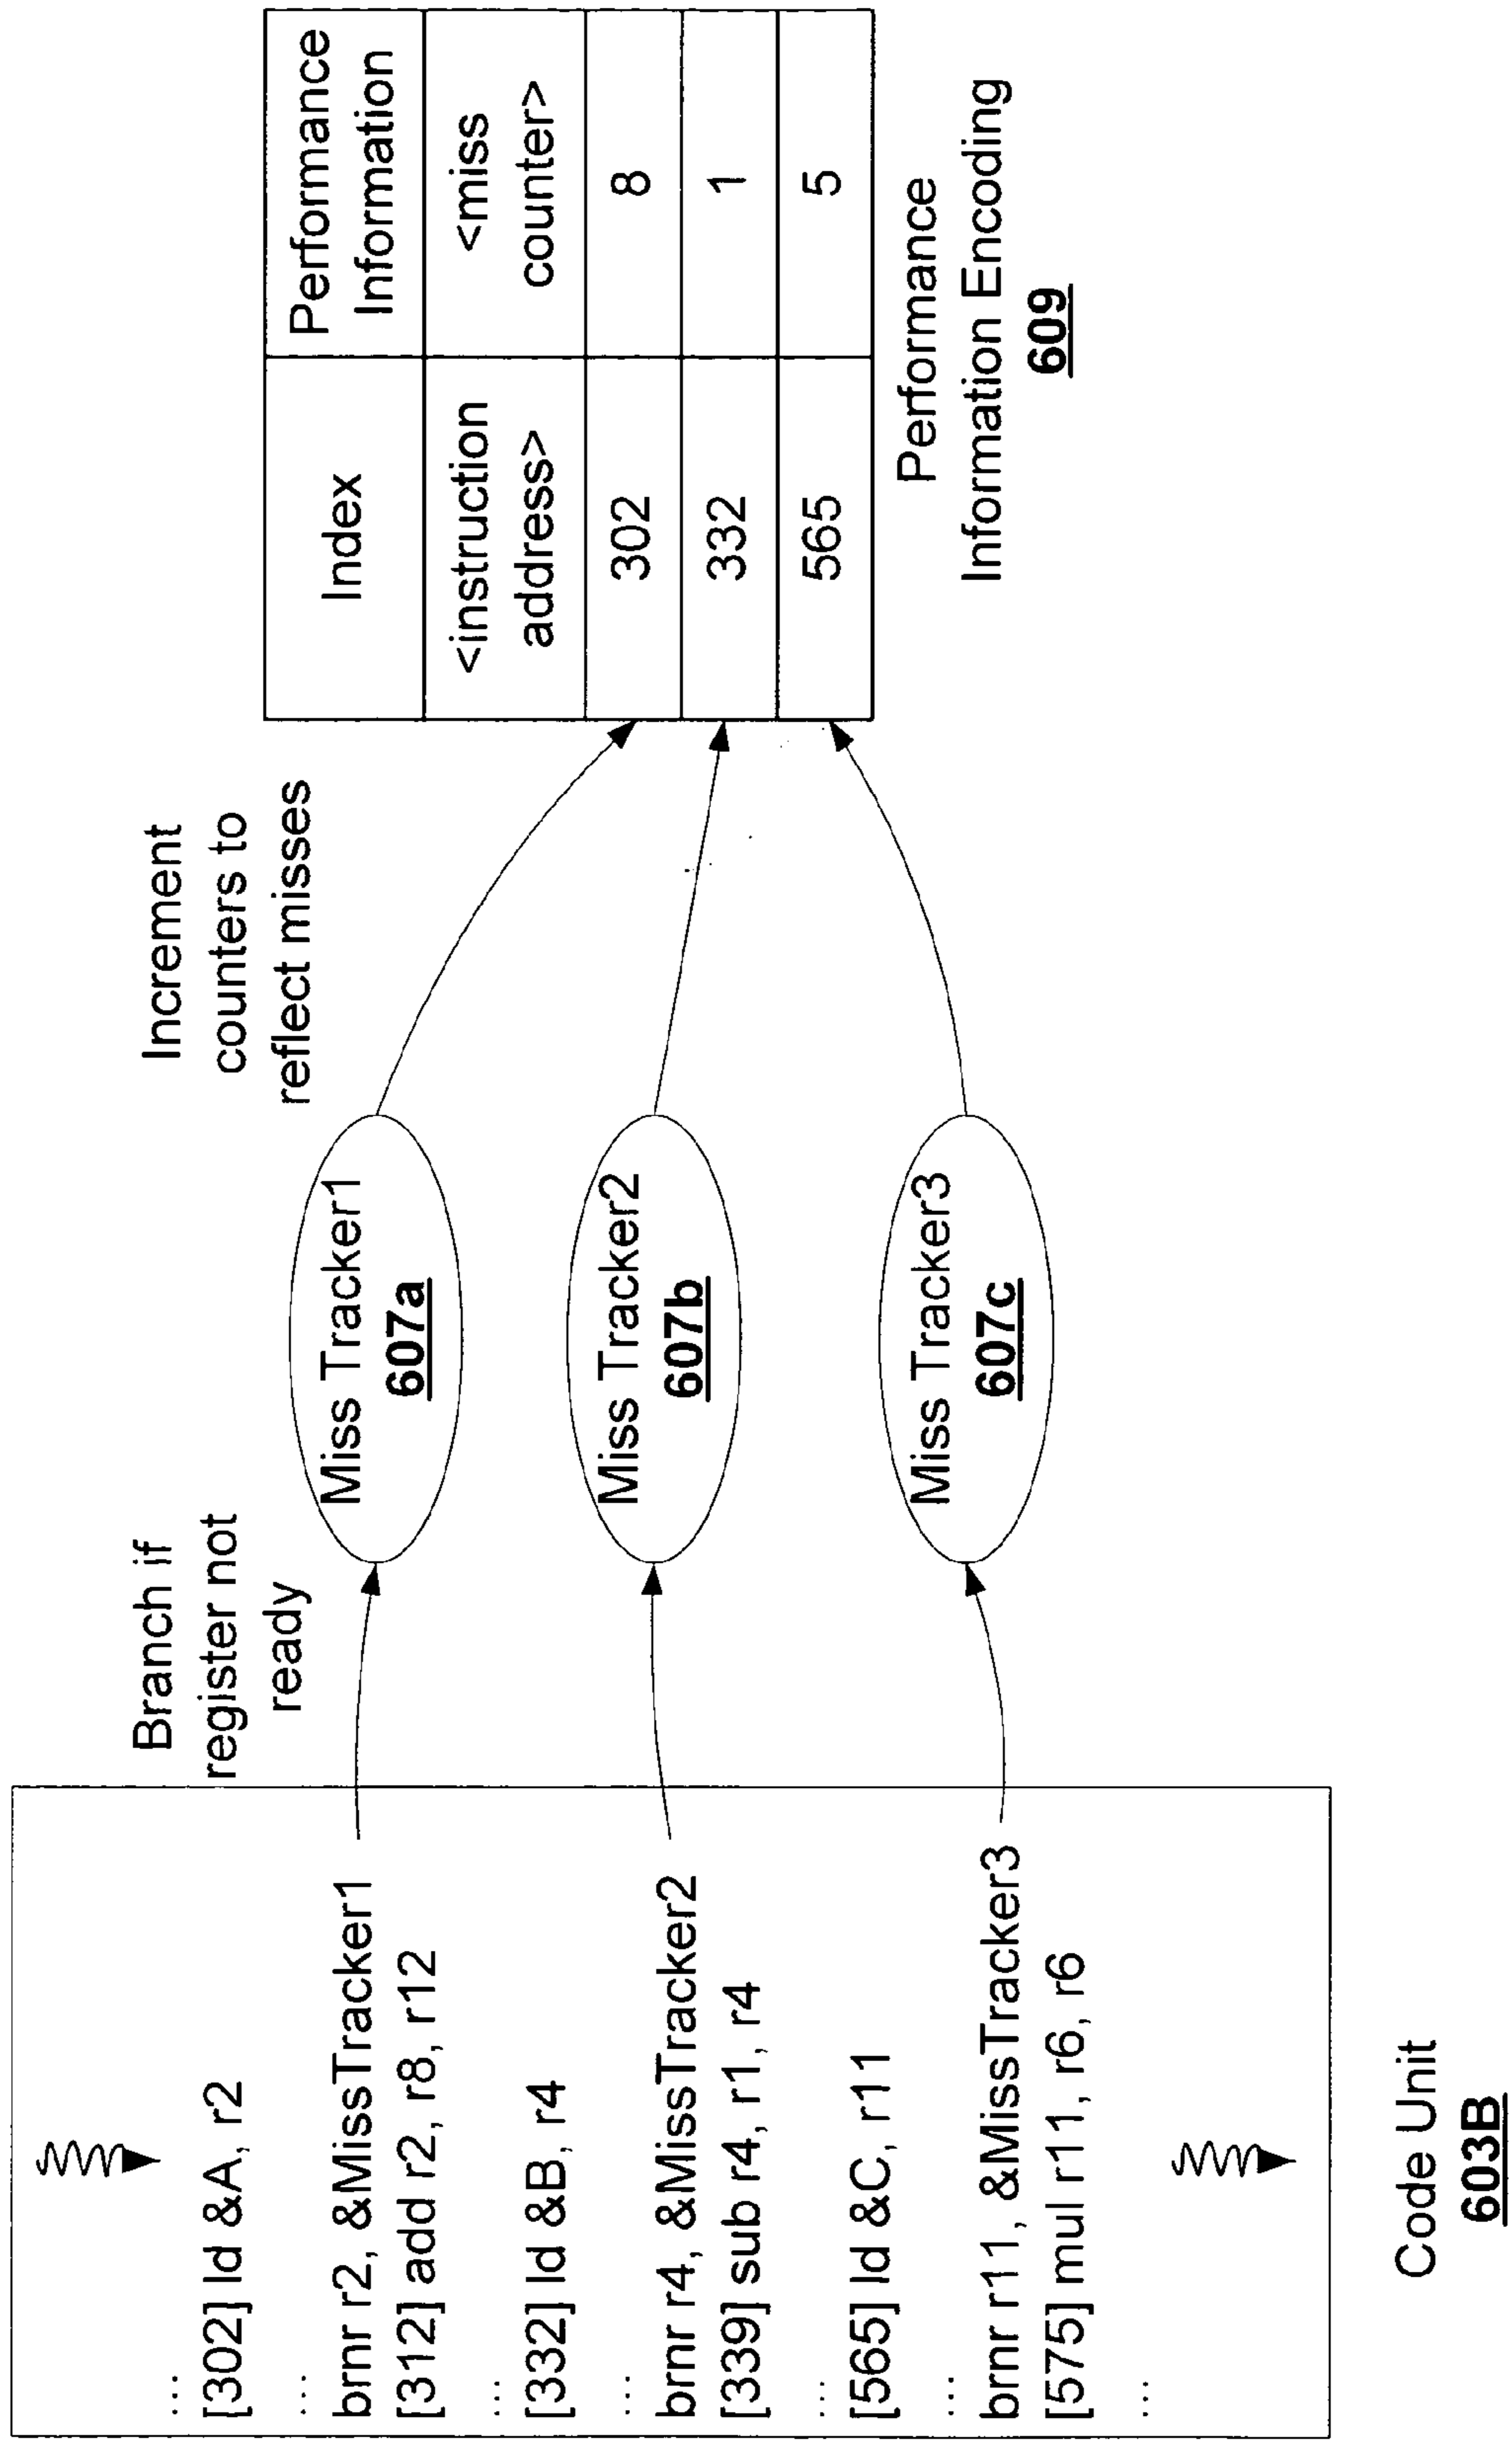 ...
[302] ld &A, r2
...
brnr r2, &MissTracker1
[312] add r2, r8, r12
...
[332] ld &B, r4
...
brnr r4, &MissTracker2
[339] sub r4, r1, r4
...
[565] ld &C, r11
...
brnr r11, &MissTracker3
[575] mul r11, r6, r6
...
Code Unit
603B
Branch if
register not
ready
Miss Tracker1
607a
Miss Tracker2
607b
Miss Tracker3
607c
Increment
counters to
reflect misses
Index
Performance
Information
<instruction
address>
<miss
counter>
302
8
332
1
565
5
Performance
Information Encoding
609